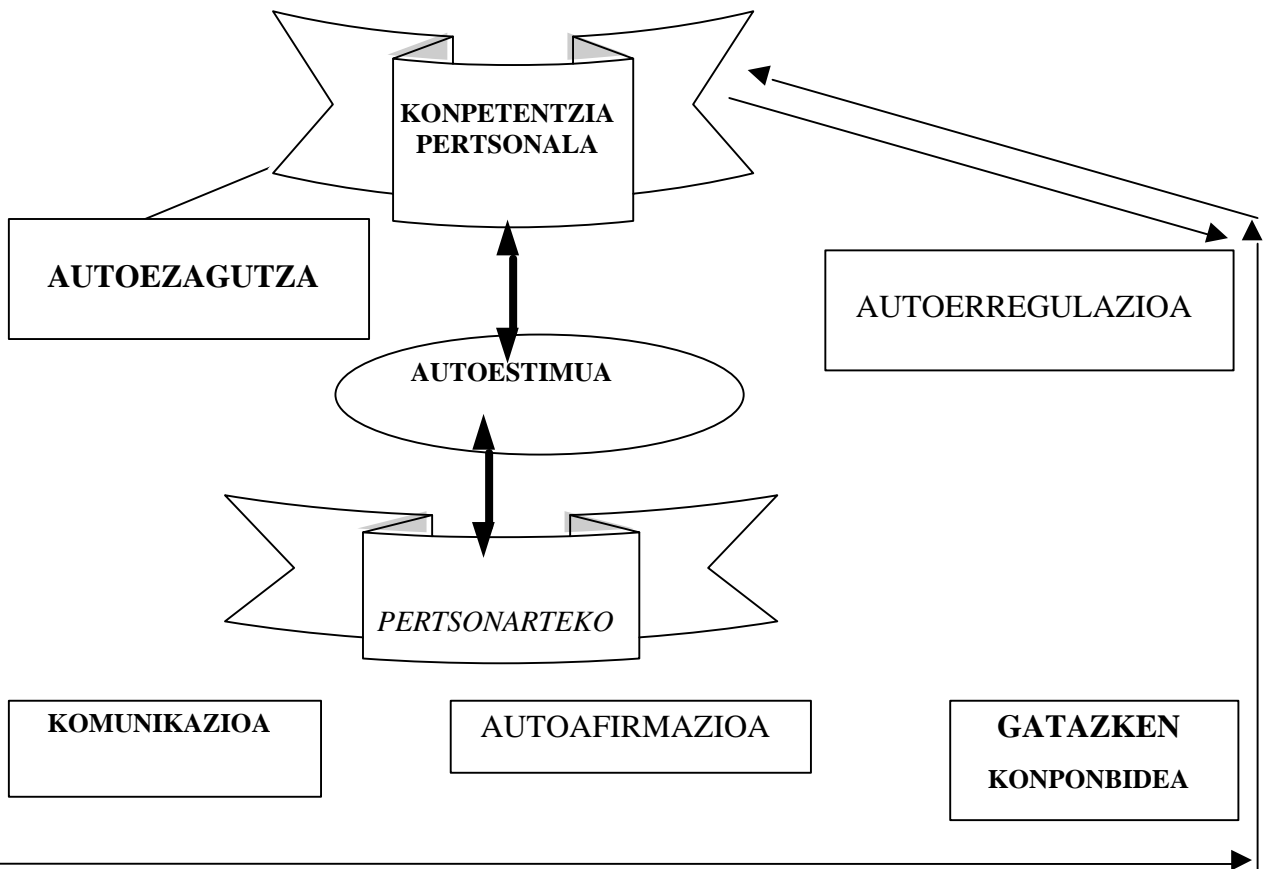 KONPETENTZIA
PERTSONALA
AUTOEZAGUTZA
AUTOERREGULAZIOA
AUTOESTIMUA
PERTSONARTEKO
KOMUNIKAZIOA
AUTOAFIRMAZIOA
GATAZKEN
KONPONBIDEA